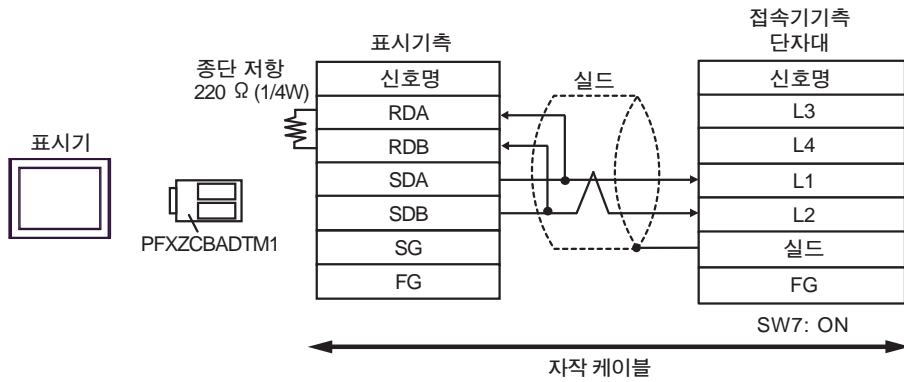 표시기
PFXZCBADTM1
종단 저항
220 Ω (1/4W)
표시기측
신호명
RDA
RDB
SDA
SDB
SG
FG
실드
접속기기측
단자대
신호명
L3
L4
L1
L2
실드
FG
SW7: ON
자작 케이블